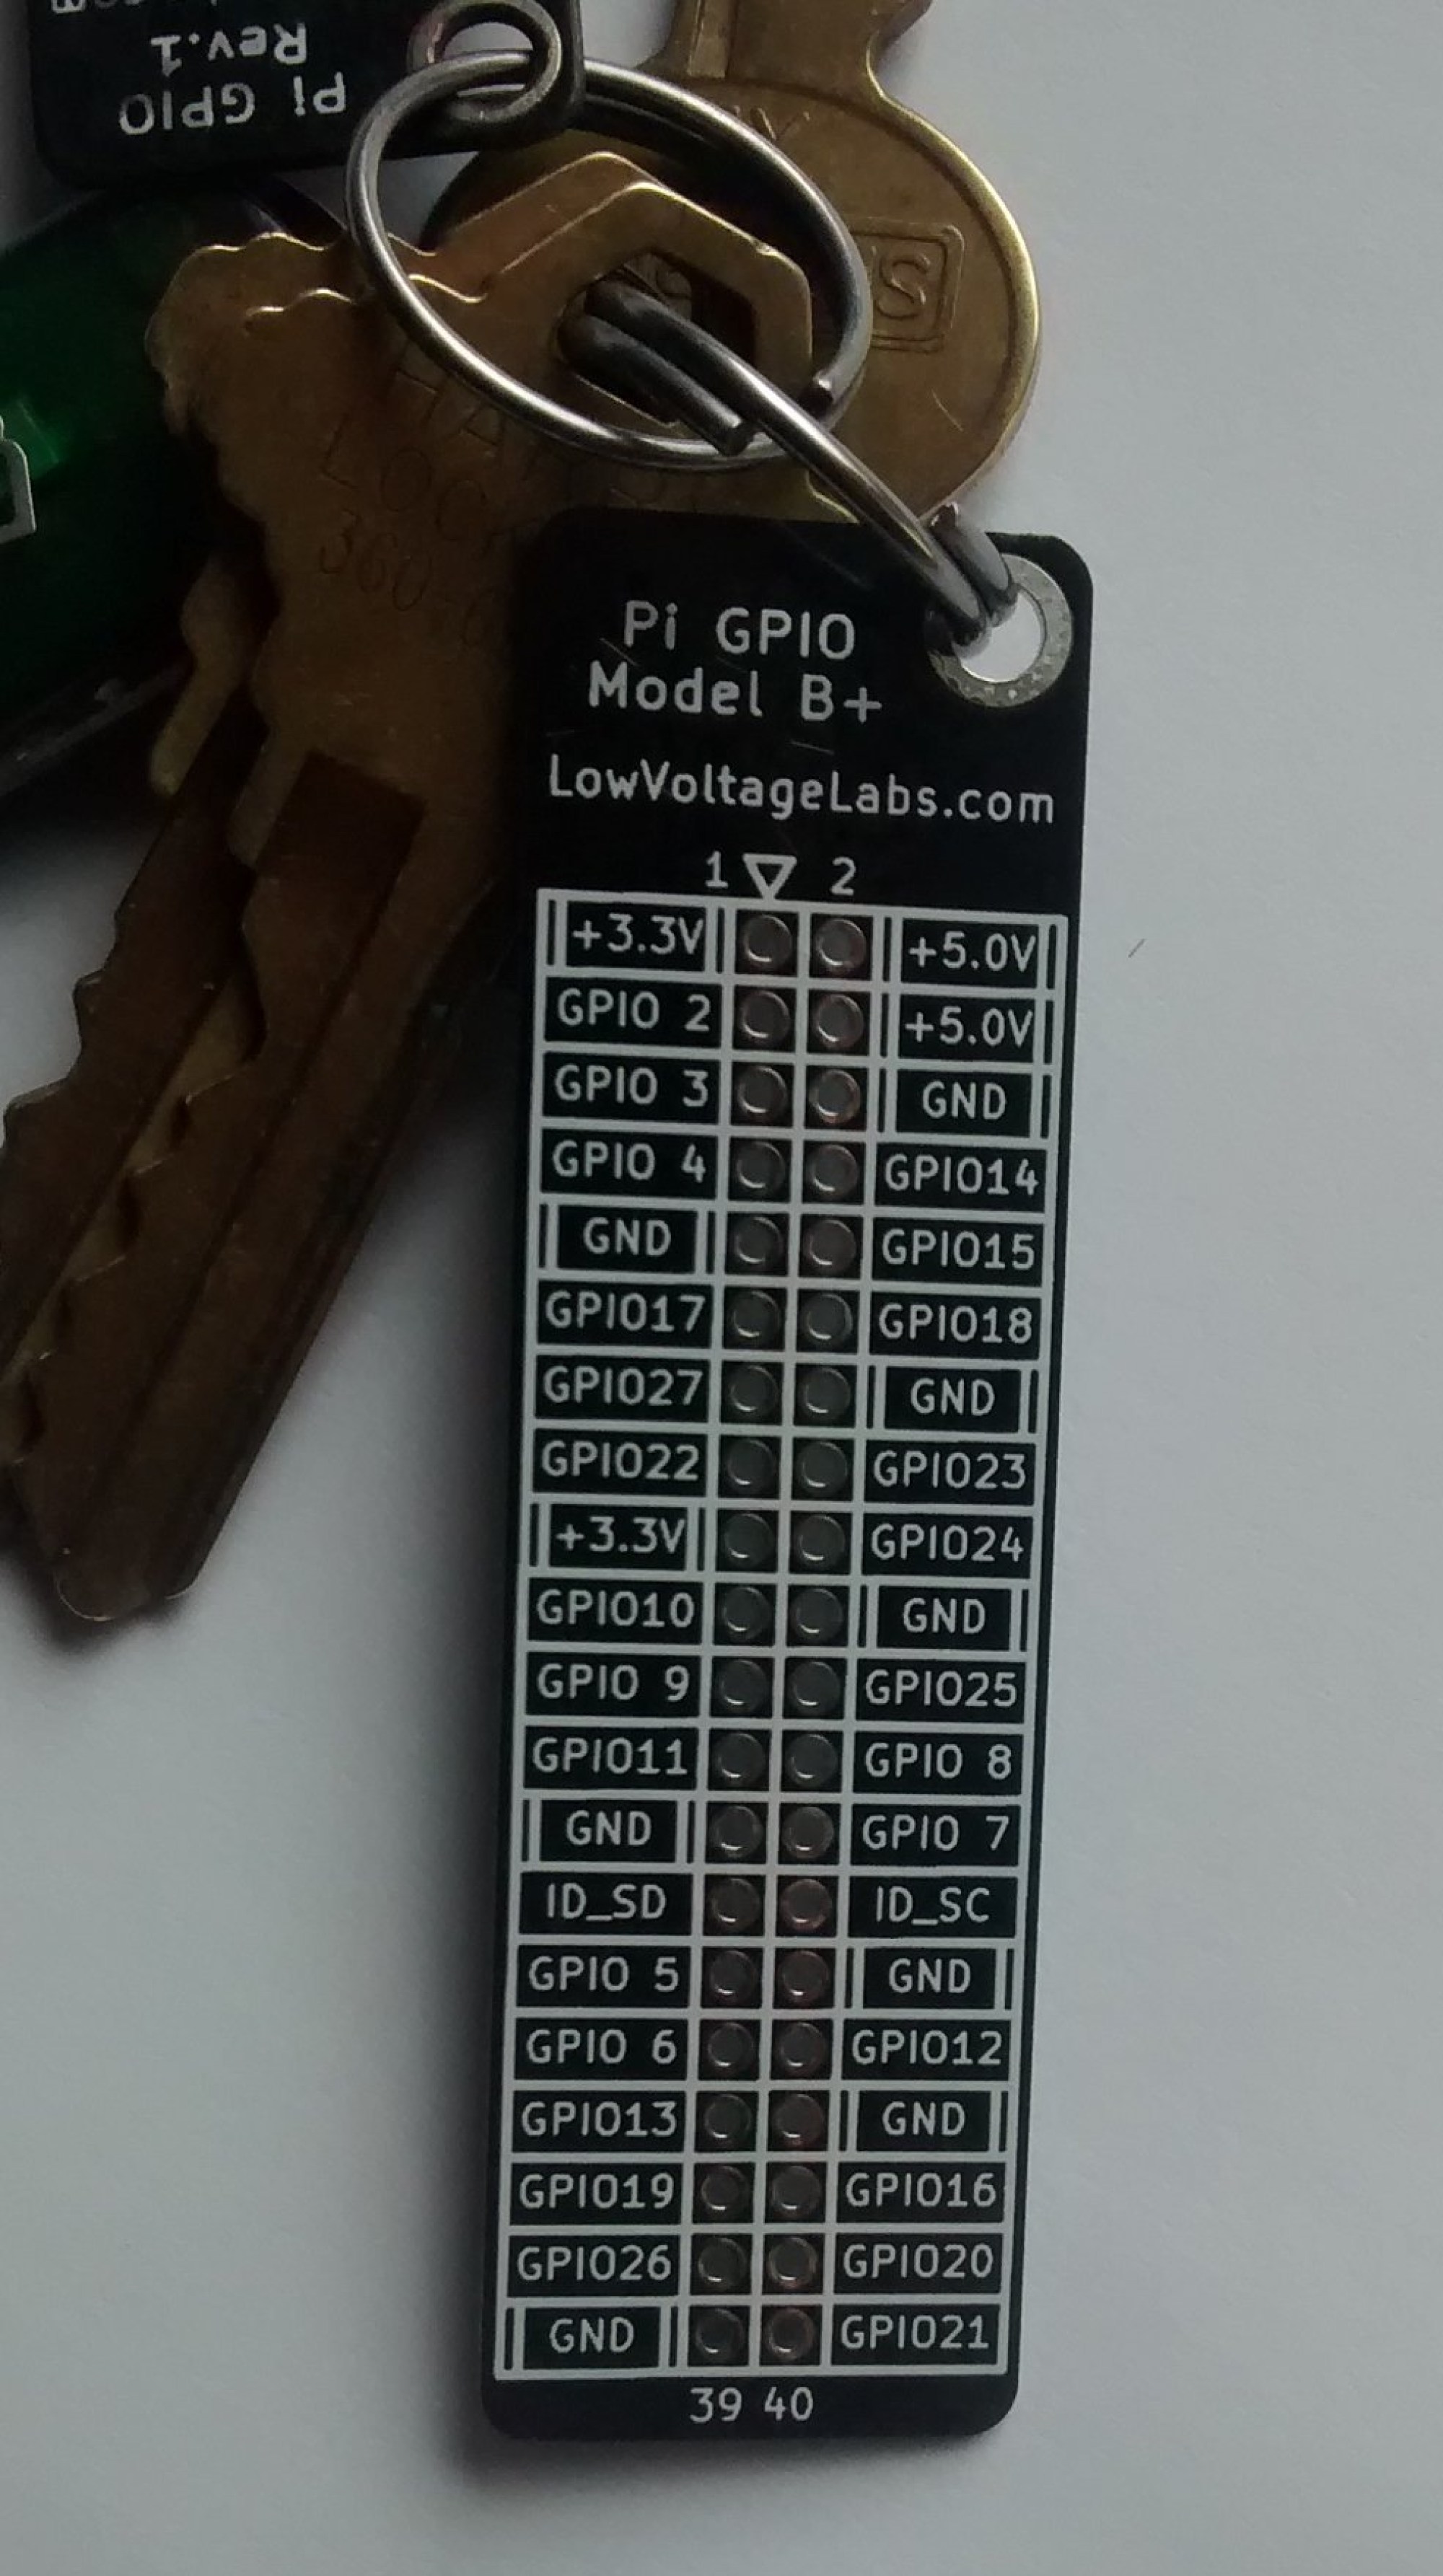 Pi GPIO
Rev.1
S
LOCK
360
Pi GPIO
Model B+
LowVoltageLabs.com
1 2
+3.3V +5.0V
GPIO 2 +5.0V
GPIO 3 GND
GPIO 4 GPIO14
GND GPIO15
GPIO17 GPIO18
GPIO27 GND
GPIO22 GPIO23
+3.3V GPIO24
GPIO10 GND
GPIO 9 GPIO25
GPIO11 GPIO 8
GND GPIO 7
ID_SD ID_SC
GPIO 5 GND
GPIO 6 GPIO12
GPIO13 GND
GPIO19 GPIO16
GPIO26 GPIO20
GND GPIO21
39 40